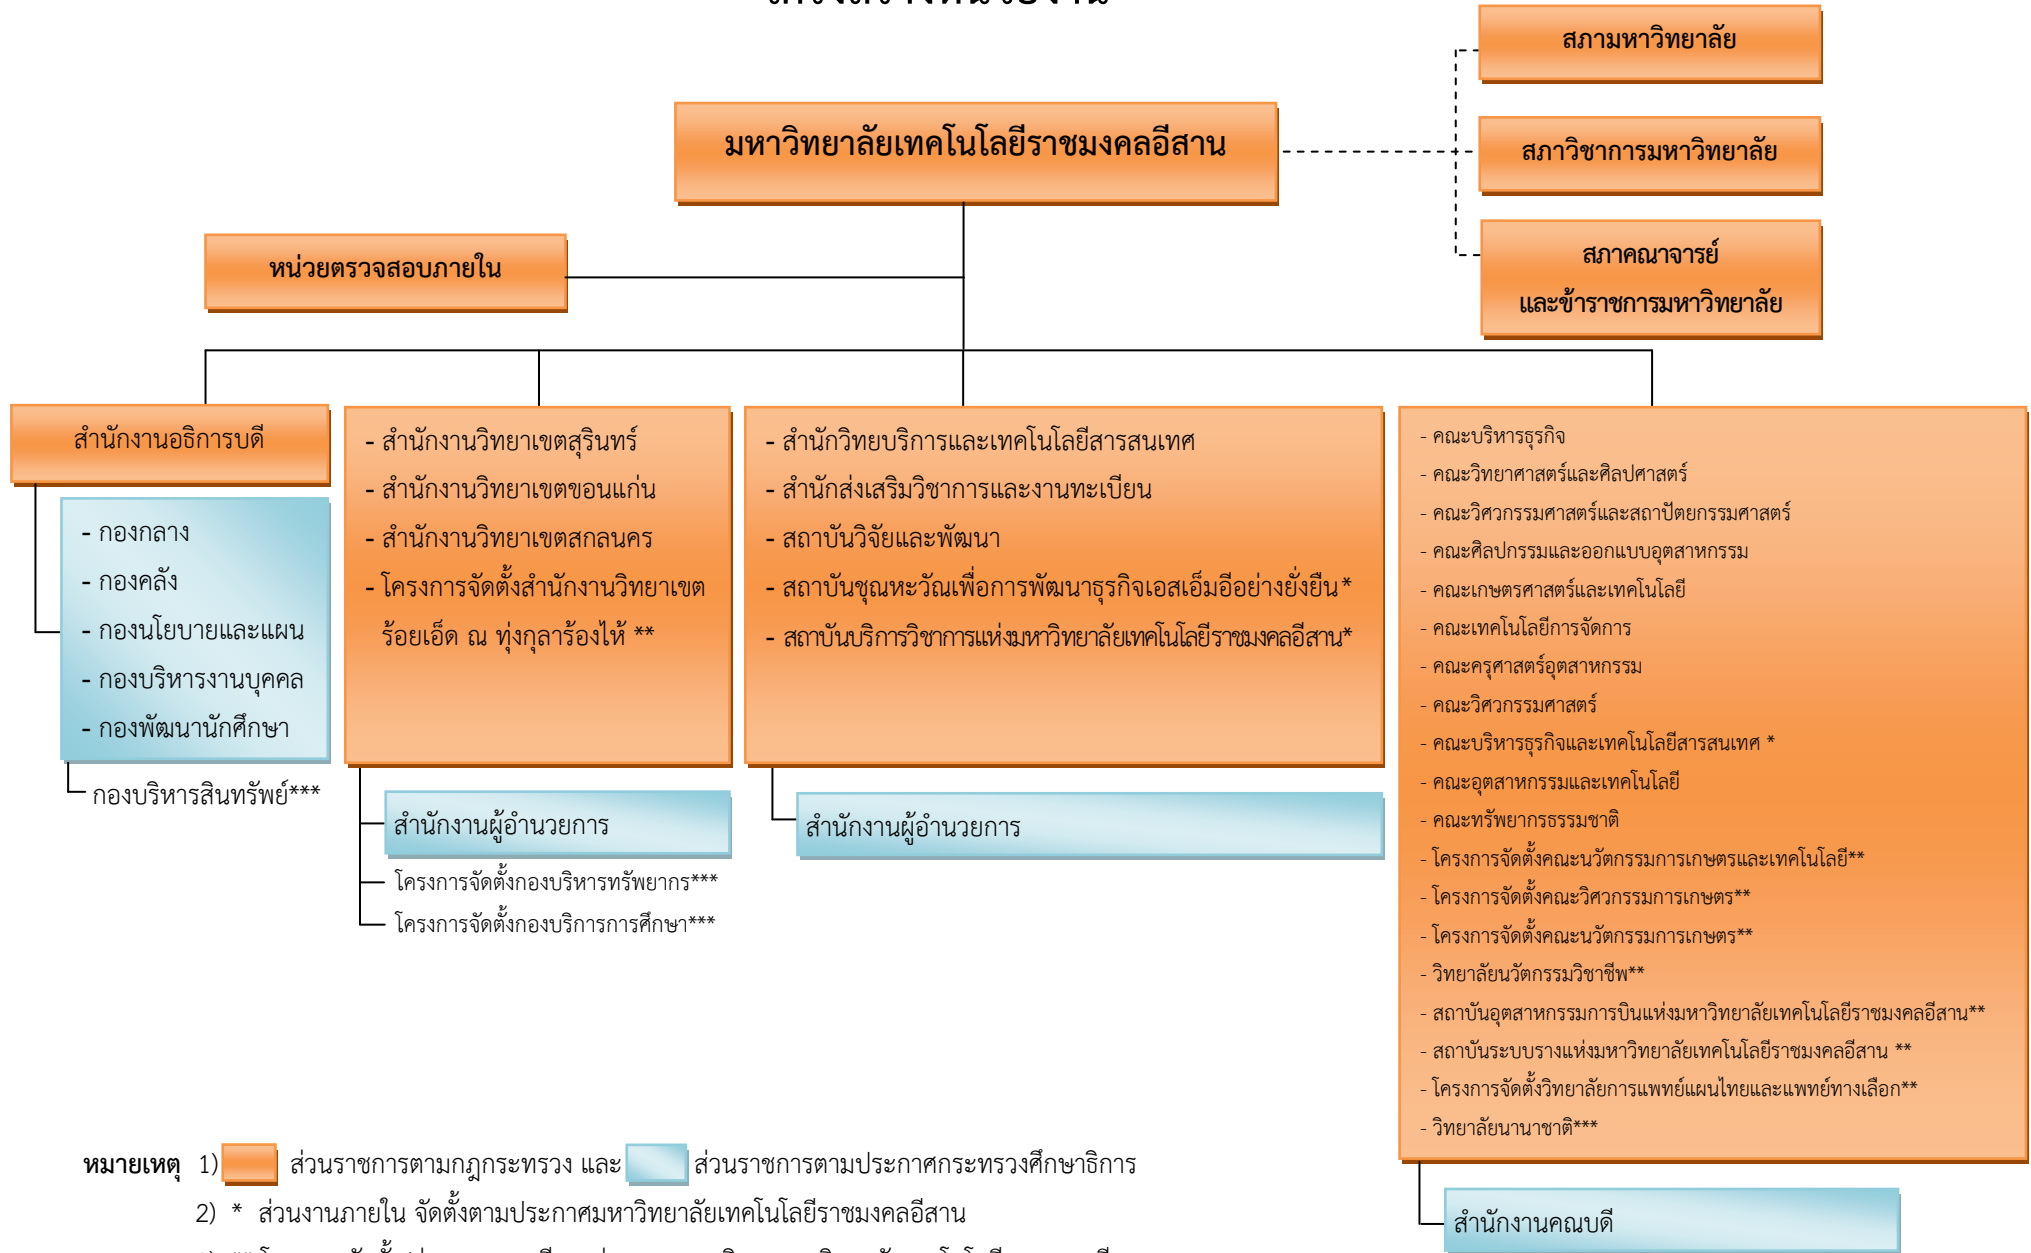 สภามหาวิทยาลัย
มหาวิทยาลัยเทคโนโลยีราชมงคลอีสาน
สภาวิชาการมหาวิทยาลัย
สภาคณาจารย์
และข้าราชการมหาวิทยาลัย
หน่วยตรวจสอบภายใน
สำนักงานอธิการบดี
- กองกลาง
- กองคลัง
- กองนโยบายและแผน
- กองบริหารงานบุคคล
- กองพัฒนานักศึกษา
กองบริหารสินทรัพย์***
- สำนักงานวิทยาเขตสุรินทร์
- สำนักงานวิทยาเขตขอนแก่น
- สำนักงานวิทยาเขตสกลนคร
- โครงการจัดตั้งสำนักงานวิทยาเขต
ร้อยเอ็ด ณ ทุ่งกุลาร้องไห้ **
สำนักงานผู้อำนวยการ
โครงการจัดตั้งกองบริหารทรัพยากร***
โครงการจัดตั้งกองบริการการศึกษา***
- สำนักวิทยบริการและเทคโนโลยีสารสนเทศ
- สำนักส่งเสริมวิชาการและงานทะเบียน
- สถาบันวิจัยและพัฒนา
- สถาบันชุณหะวัณเพื่อการพัฒนาธุรกิจเอสเอ็มอีอย่างยั่งยืน*
- สถาบันบริการวิชาการแห่งมหาวิทยาลัยเทคโนโลยีราชมงคลอีสาน*
สำนักงานผู้อำนวยการ
- คณะบริหารธุรกิจ
- คณะวิทยาศาสตร์และศิลปศาสตร์
- คณะวิศวกรรมศาสตร์และสถาปัตยกรรมศาสตร์
- คณะศิลปกรรมและออกแบบอุตสาหกรรม
- คณะเกษตรศาสตร์และเทคโนโลยี
- คณะเทคโนโลยีการจัดการ
- คณะครุศาสตร์อุตสาหกรรม
- คณะวิศวกรรมศาสตร์
- คณะบริหารธุรกิจและเทคโนโลยีสารสนเทศ *
- คณะอุตสาหกรรมและเทคโนโลยี
- คณะทรัพยากรธรรมชาติ
- โครงการจัดตั้งคณะนวัตกรรมการเกษตรและเทคโนโลยี**
- โครงการจัดตั้งคณะวิศวกรรมการเกษตร**
- โครงการจัดตั้งคณะนวัตกรรมการเกษตร**
- วิทยาลัยนวัตกรรมวิชาชีพ**
- สถาบันอุตสาหกรรมการบินแห่งมหาวิทยาลัยเทคโนโลยีราชมงคลอีสาน**
- สถาบันระบบรางแห่งมหาวิทยาลัยเทคโนโลยีราชมงคลอีสาน **
- โครงการจัดตั้งวิทยาลัยการแพทย์แผนไทยและแพทย์ทางเลือก**
- วิทยาลัยนานาชาติ***
สำนักงานคณบดี
หมายเหตุ 1) ส่วนราชการตามกฎกระทรวง และ ส่วนราชการตามประกาศกระทรวงศึกษาธิการ
2) * ส่วนงานภายใน จัดตั้งตามประกาศมหาวิทยาลัยเทคโนโลยีราชมงคลอีสาน